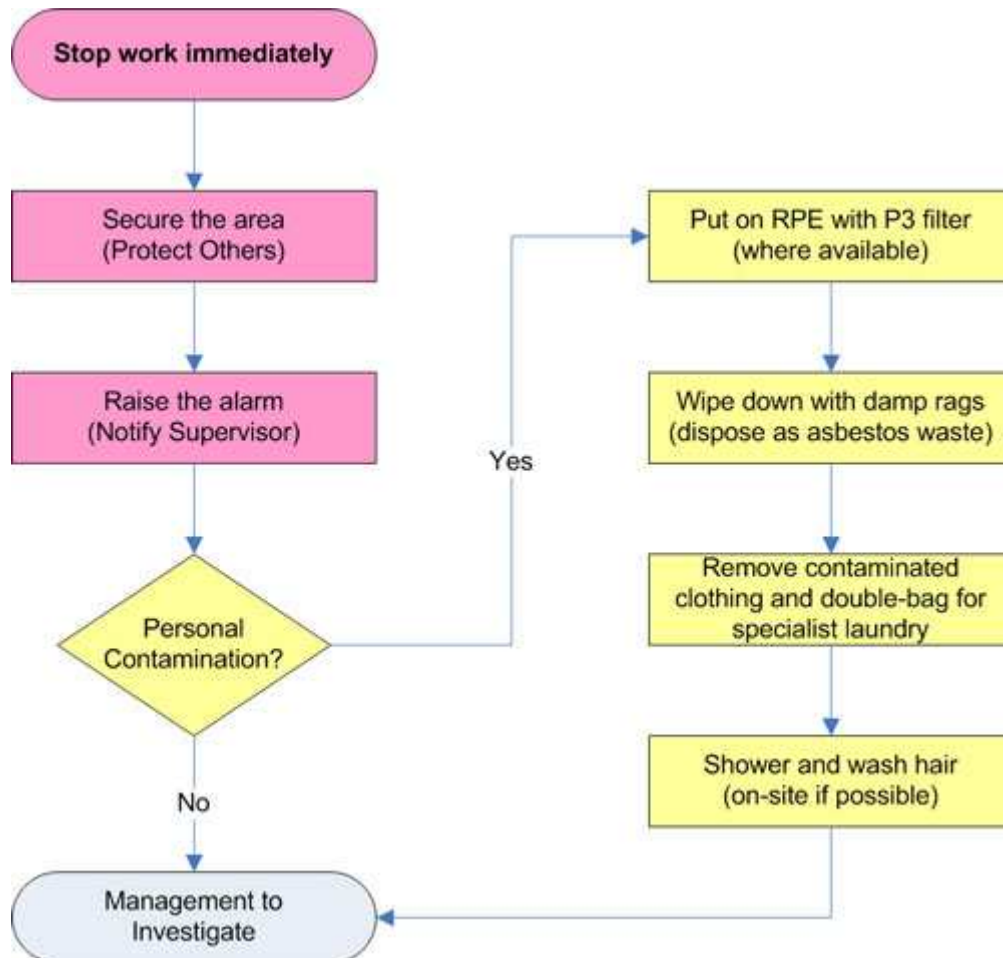 Stop work immediately
Secure the area
(Protect Others)
Raise the alarm
(Notify Supervisor)
Personal
Contamination?
No
Management to
Investigate
Yes
Put on RPE with P3 filter
(where available)
Wipe down with damp rags
(dispose as asbestos waste)
Remove contaminated
clothing and double-bag for
specialist laundry
Shower and wash hair
(on-site if possible)